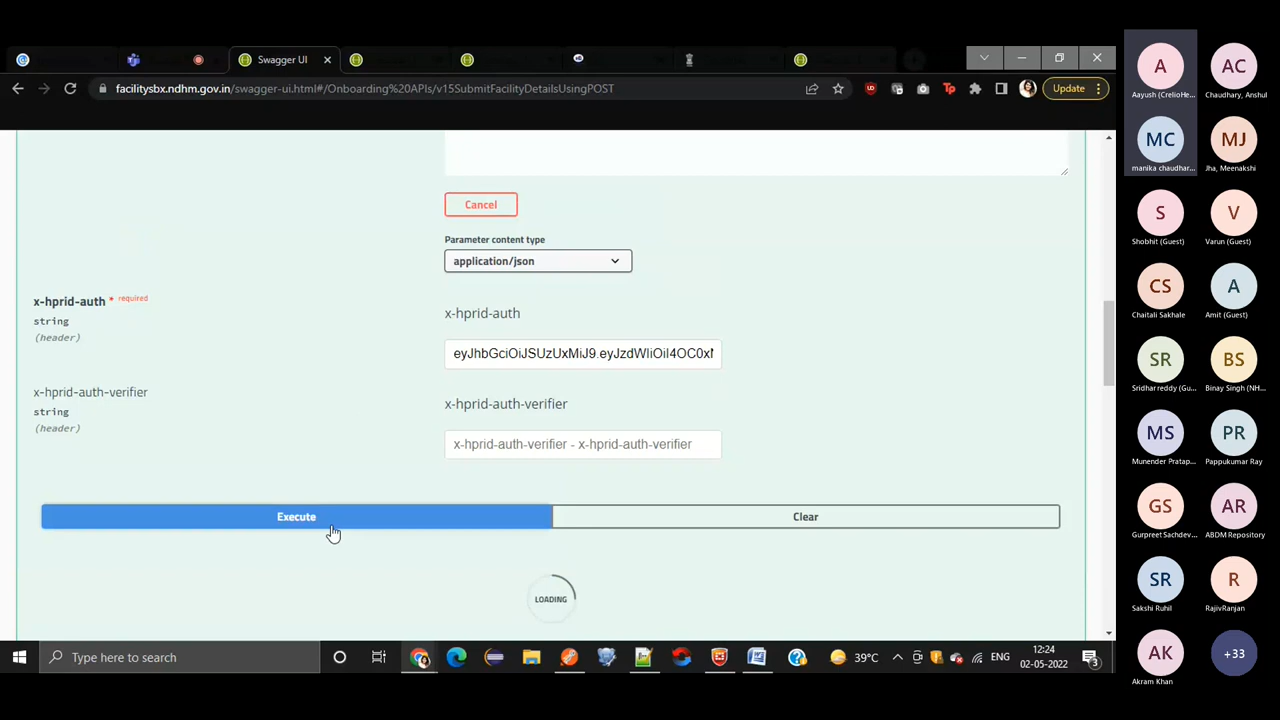 Swagger UI
facilitysbx.ndhm.gov.in/swagger-ui.html#/Onboarding%20APIs/v15SubmitFacilityDetailsUsingPOST
Update
Cancel
Parameter content type
application/json
x-hprid-auth * required
string
(header)
x-hprid-auth
eyJhbGciOiJSUzUxMiJ9.eyJzdWIiOiI4OC0xI
x-hprid-auth-verifier
string
(header)
x-hprid-auth-verifier
x-hprid-auth-verifier - x-hprid-auth-verifier
Execute
Clear
LOADING
Type here to search
39°C
ENG
12:24
02-05-2022
3
A
Aayush (CrelioHe...
AC
Chaudhary, Anshul
MC
manika chaudhar...
MJ
Jha, Meenakshi
S
Shobhit (Guest)
V
Varun (Guest)
CS
Chaitali Sakhale
A
Amit (Guest)
SR
Sridhar reddy (Gu...
BS
Binay Singh (NH...
MS
Munender Pratap...
PR
Pappukumar Ray
GS
Gurpreet Sachdev...
AR
ABDM Repository
SR
Sakshi Ruhil
R
RajivRanjan
AK
Akram Khan
+33